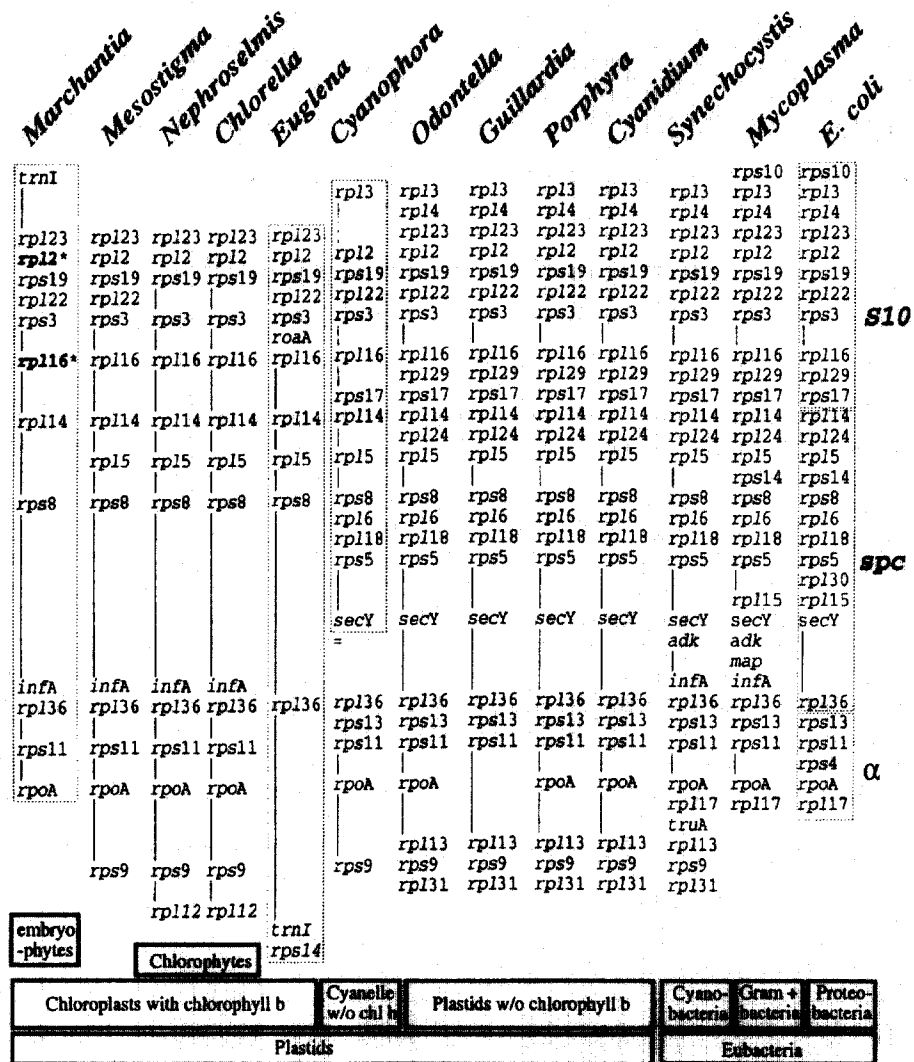 Marchantia Mesostigma Nephroselmis Chlorella Euglena Cyanophora Odontella Guillardia Porphyra Cyanidium Synechocystis Mycoplasma E. coli
trnI rps10 rps10
rpl3 rpl3 rpl3 rpl3 rpl3 rpl3 rpl3 rpl3
rpl4 rpl4 rpl4 rpl4 rpl4 rpl4 rpl4
rpl23 rpl23 rpl23 rpl23 rpl23 rpl23 rpl23 rpl23 rpl23 rpl23 rpl23 rpl23
rpl2* rpl2 rpl2 rpl2 rpl2 rpl2 rpl2 rpl2 rpl2 rpl2 rpl2 rpl2 rpl2
rps19 rps19 rps19 rps19 rps19 rps19 rps19 rps19 rps19 rps19 rps19 rps19 rps19
rpl22 rpl22 rpl22 rpl22 rpl22 rpl22 rpl22 rpl22 rpl22 rpl22 rpl22
rps3 rps3 rps3 rps3 rps3 rps3 rps3 rps3 rps3 rps3 rps3 rps3 rps3 S10
roaA
rpl16* rpl16 rpl16 rpl16 rpl16 rpl16 rpl16 rpl16 rpl16 rpl16 rpl16 rpl16 rpl16
rpl29 rpl29 rpl29 rpl29 rpl29 rpl29 rpl29
rps17 rps17 rps17 rps17 rps17 rps17 rps17 rps17
rpl14 rpl14 rpl14 rpl14 rpl14 rpl14 rpl14 rpl14 rpl14 rpl14 rpl14 rpl14 rpl14
rpl24 rpl24 rpl24 rpl24 rpl24 rpl24 rpl24
rpl5 rpl5 rpl5 rpl5 rpl5 rpl5 rpl5 rpl5 rpl5 rpl5 rpl5 rpl5
rps14 rps14
rps8 rps8 rps8 rps8 rps8 rps8 rps8 rps8 rps8 rps8 rps8 rps8 rps8
rpl6 rpl6 rpl6 rpl6 rpl6 rpl6 rpl6 rpl6
rpl18 rpl18 rpl18 rpl18 rpl18 rpl18 rpl18 rpl18
rps5 rps5 rps5 rps5 rps5 rps5 rps5 rps5 spc
rpl30
rpl15 rpl15
secY secY secY secY secY secY secY secY
= adk adk
map
infA infA infA infA infA infA
rpl36 rpl36 rpl36 rpl36 rpl36 rpl36 rpl36 rpl36 rpl36 rpl36 rpl36 rpl36 rpl36
rps13 rps13 rps13 rps13 rps13 rps13 rps13 rps13
rps11 rps11 rps11 rps11 rps11 rps11 rps11 rps11 rps11 rps11 rps11 rps11
rps4 α
rpoA rpoA rpoA rpoA rpoA rpoA rpoA rpoA rpoA rpoA rpoA
rpl17 rpl17 rpl17
truA
rpl13 rpl13 rpl13 rpl13 rpl13
rps9 rps9 rps9 rps9 rps9 rps9 rps9 rps9 rps9
rpl31 rpl31 rpl31 rpl31 rpl31
rpl12 rpl12
trnI
rps14
embryo
-phytes
Chlorophytes
Chloroplasts with chlorophyll b
Cyanelle
w/o chl b
Plastids w/o chlorophyll b
Cyano-
bacteria
Gram +
bacteria
Proteo-
bacteria
Plastids Eubacteria